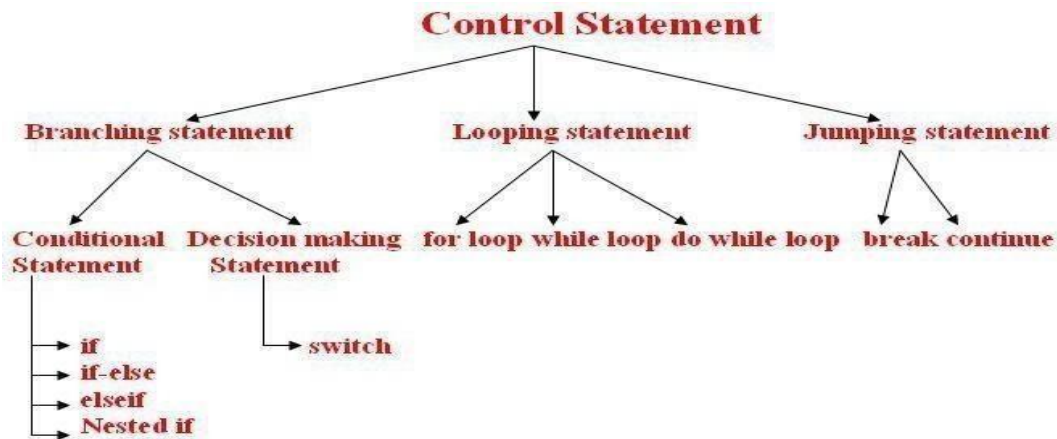 Control Statement
Branching statement
Looping statement
Jumping statement
Conditional
Statement
Decision making
Statement
for loop while loop do while loop
break continue
if
if-else
elseif
Nested if
switch